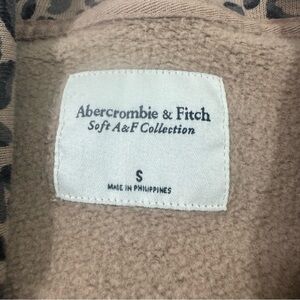 Abercrombie & Fitch
Soft A&F Collection
S
MADE IN PHILIPPINES